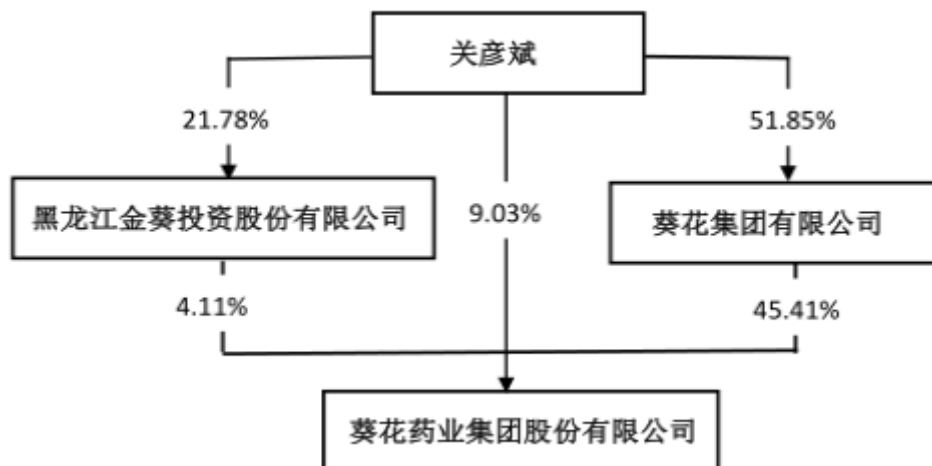 关彦斌
21.78%
51.85%
黑龙江金葵投资股份有限公司
9.03%
葵花集团有限公司
4.11%
45.41%
葵花药业集团股份有限公司